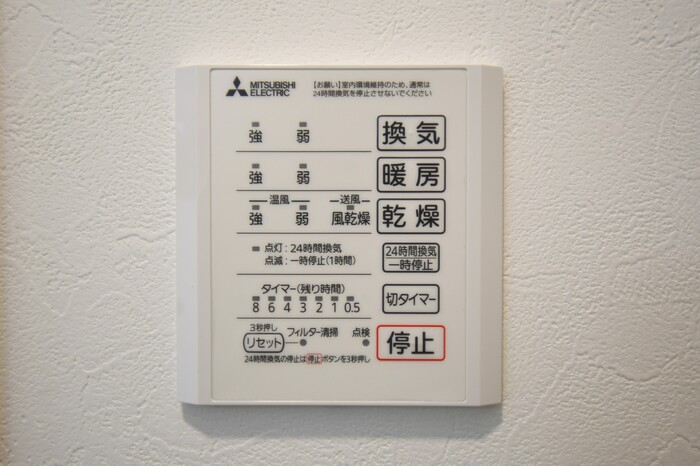 MITSUBISHI
ELECTRIC
【お願い】室内環境維持のため、通常は
24時間換気を停止させないでください
強 弱 換気
強 弱 暖房
温風 送風
強 弱 風乾燥 乾燥
点灯:24時間換気
点滅:一時停止(1時間)
24時間換気
一時停止
タイマー(残り時間)
8 6 4 3 2 1 0.5
切タイマー
3秒押し
リセット フィルター清掃 点検
停止
24時間換気の停止は停止ボタンを3秒押し